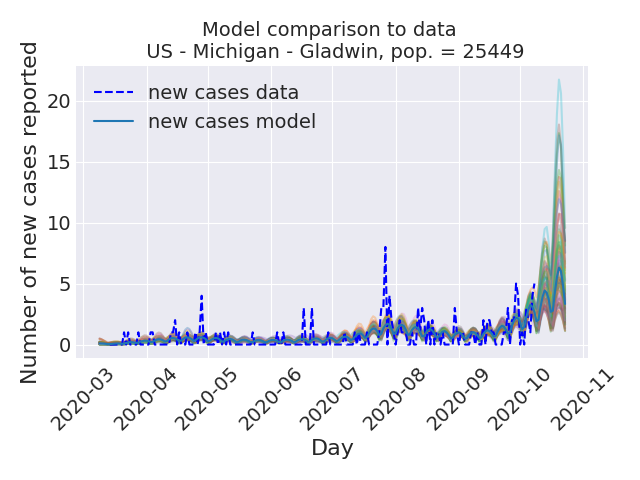 Model comparison to data
US - Michigan - Gladwin, pop. = 25449
new cases data
new cases model
Number of new cases reported
20
15
10
5
0
2020-03
2020-04
2020-05
2020-06
2020-07
2020-08
2020-09
2020-10
2020-11
Day